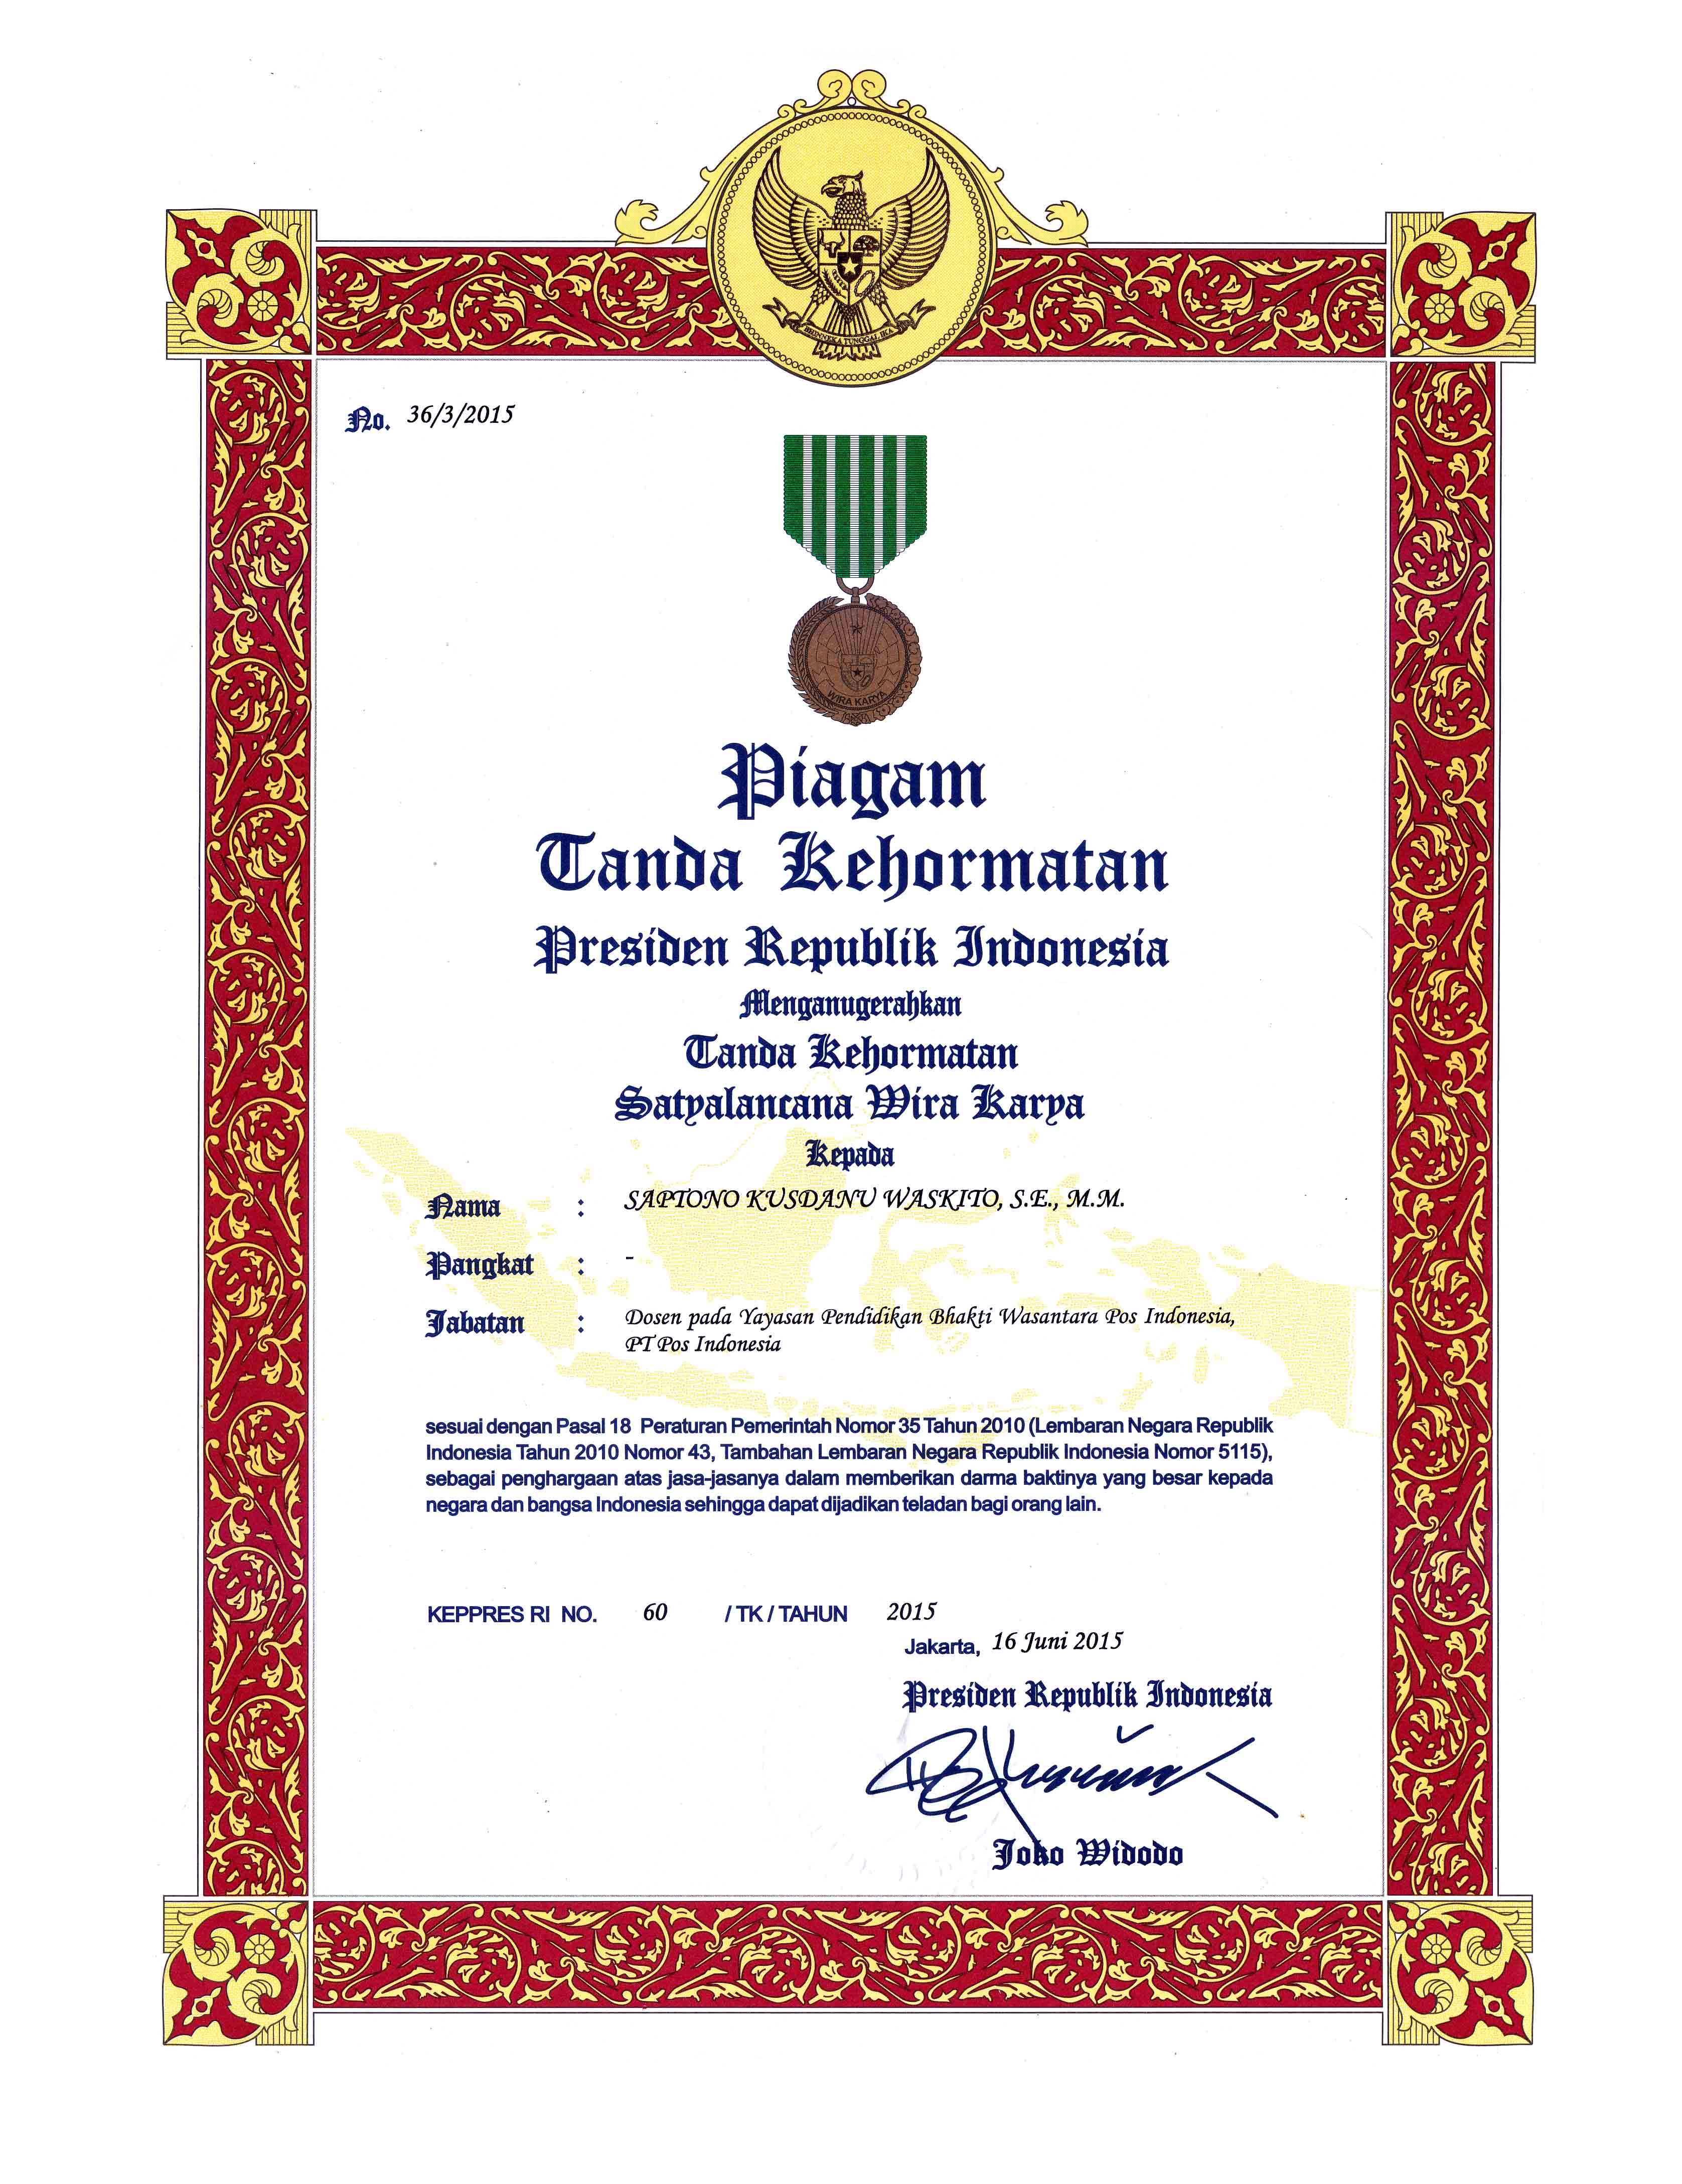 BHINNEKA TUNGGAL IKA
No. 36/3/2015
WIRA KARYA
Piagam
Tanda Kehormatan
Presiden Republik Indonesia
Menganugerahkan
Tanda Kehormatan
Satyalancana Wira Karya
Kepada
Nama : SAPTONO KUSDANU WASKITO, S.E., M.M.
Pangkat : -
Jabatan : Dosen pada Yayasan Pendidikan Bhakti Wasantara Pos Indonesia,
PT Pos Indonesia
sesuai dengan Pasal 18 Peraturan Pemerintah Nomor 35 Tahun 2010 (Lembaran Negara Republik
Indonesia Tahun 2010 Nomor 43, Tambahan Lembaran Negara Republik Indonesia Nomor 5115),
sebagai penghargaan atas jasa-jasanya dalam memberikan darma baktinya yang besar kepada
negara dan bangsa Indonesia sehingga dapat dijadikan teladan bagi orang lain.
KEPPRES RI NO. 60 / TK / TAHUN 2015
Jakarta, 16 Juni 2015
Presiden Republik Indonesia
Joko Widodo